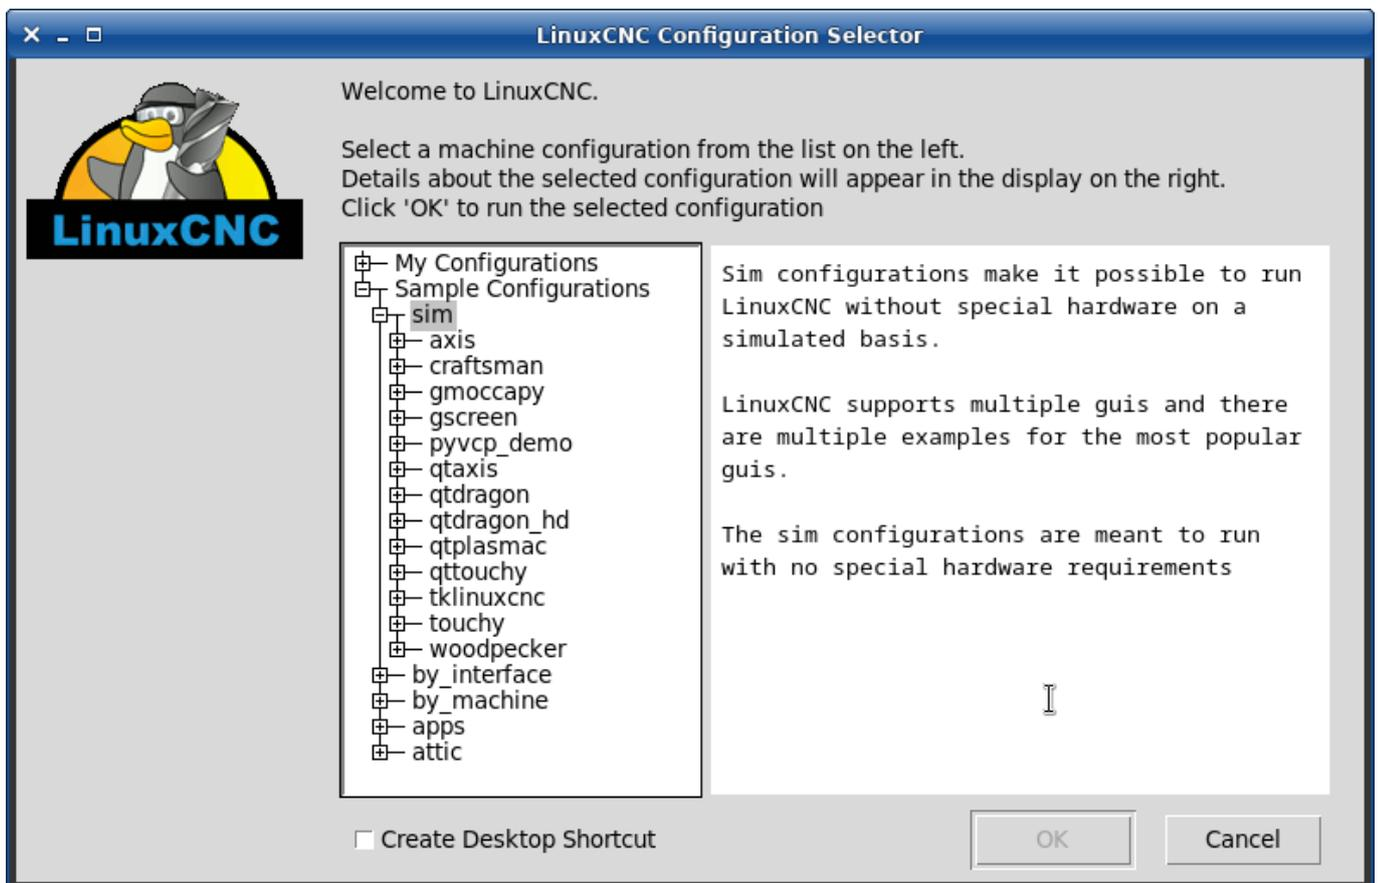 LinuxCNC Configuration Selector
LinuxCNC
Welcome to LinuxCNC.
Select a machine configuration from the list on the left.
Details about the selected configuration will appear in the display on the right.
Click 'OK' to run the selected configuration
My Configurations
Sample Configurations
sim
axis
craftsman
gmoccapy
gscreen
pyvcp_demo
qtaxis
qtdragon
qtdragon_hd
qtplasmac
qttouchy
tklinuxcnc
touchy
woodpecker
by_interface
by_machine
apps
attic
Sim configurations make it possible to run
LinuxCNC without special hardware on a
simulated basis.
LinuxCNC supports multiple guis and there
are multiple examples for the most popular
guis.
The sim configurations are meant to run
with no special hardware requirements
Create Desktop Shortcut
OK
Cancel